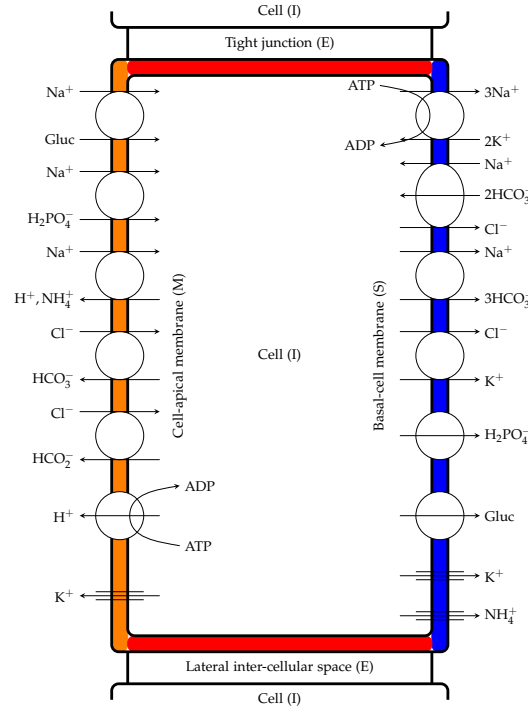 Cell (I)
Tight junction (E)
Na⁺
Gluc
Na⁺
H₂PO₄⁻
Na⁺
H⁺, NH₄⁺
Cl⁻
HCO₃⁻
Cl⁻
HCO₂⁻
H⁺
K⁺
Cell-apical membrane (M)
ADP
ATP
Cell (I)
ATP
ADP
Basal-cell membrane (S)
3Na⁺
2K⁺
Na⁺
2HCO₃⁻
Cl⁻
Na⁺
3HCO₃⁻
Cl⁻
K⁺
H₂PO₄⁻
Gluc
K⁺
NH₄⁺
Lateral inter-cellular space (E)
Cell (I)